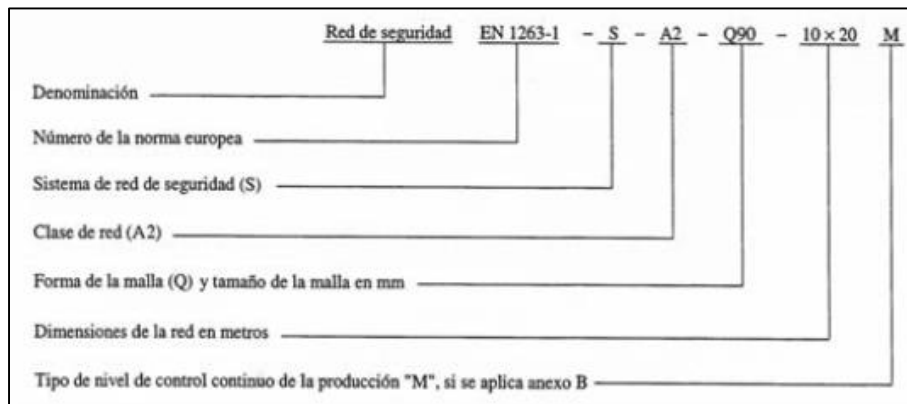 Red de seguridad EN 1263-1 - S - A2 - Q90 - 10 × 20 M
Denominación
Número de la norma europea
Sistema de red de seguridad (S)
Clase de red (A2)
Forma de la malla (Q) y tamaño de la malla en mm
Dimensiones de la red en metros
Tipo de nivel de control continuo de la producción "M", si se aplica anexo B